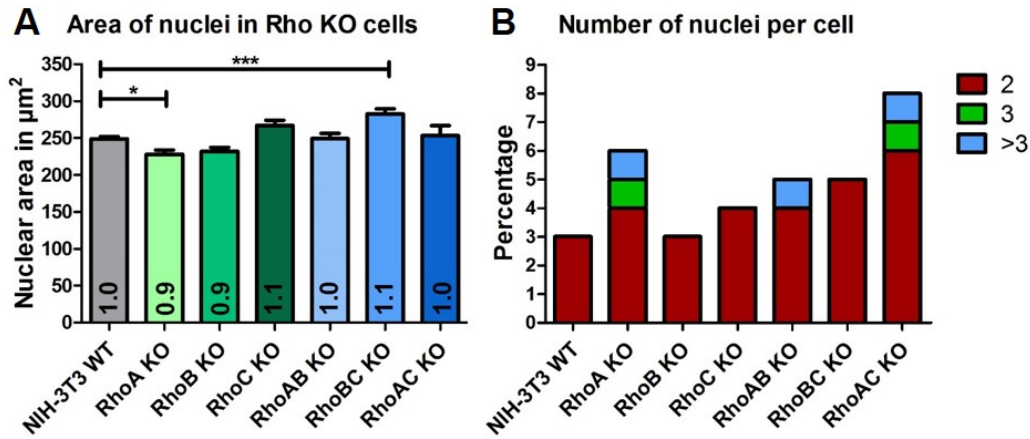 A Area of nuclei in Rho KO cells
350
300
250
200
150
100
50
0
Nuclear area in µm²
***
*
1.0
0.9
0.9
1.1
1.0
1.1
1.0
NIH-3T3 WT
RhoA KO
RhoB KO
RhoC KO
RhoAB KO
RhoBC KO
RhoAC KO
B Number of nuclei per cell
9
8
7
6
5
4
3
2
1
0
Percentage
NIH-3T3 WT
RhoA KO
RhoB KO
RhoC KO
RhoAB KO
RhoBC KO
RhoAC KO
2
3
>3